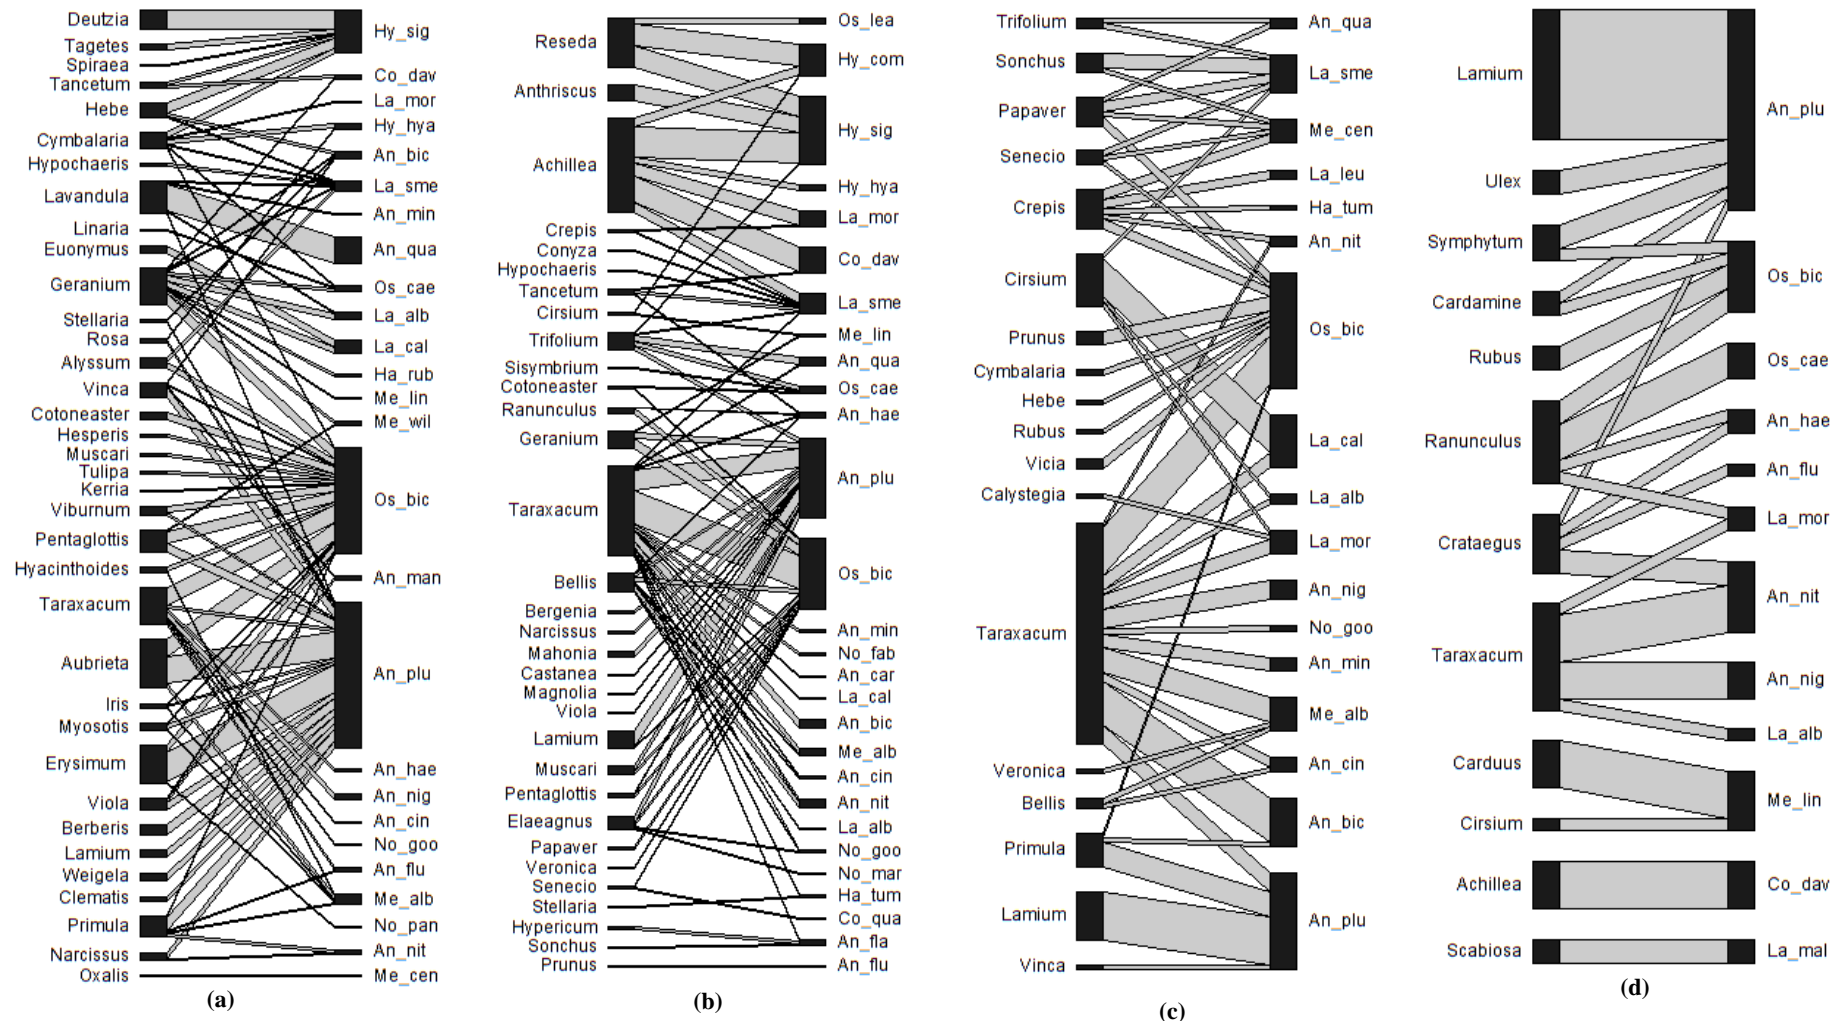 Deutzia
Tagetes
Spiraea
Tancetum
Hebe
Cymbalaria
Hypochaeris
Lavandula
Linaria
Euonymus
Geranium
Stellaria
Rosa
Alyssum
Vinca
Cotoneaster
Hesperis
Muscari
Tulipa
Kerria
Viburnum
Pentaglottis
Hyacinthoides
Taraxacum
Aubrieta
Iris
Myosotis
Erysimum
Viola
Berberis
Lamium
Weigela
Clematis
Primula
Narcissus
Oxalis
Hy_sig
Co_dav
La_mor
Hy_hya
An_bic
La_sme
An_min
An_qua
Os_cae
La_alb
La_cal
Ha_rub
Me_lin
Me_wil
Os_bic
An_man
An_plu
An_hae
An_nig
An_cin
No_goo
An_flu
Me_alb
No_pan
An_nit
Me_cen
(a)
Reseda
Anthriscus
Achillea
Crepis
Conyza
Hypochaeris
Tancetum
Cirsium
Trifolium
Sisymbrium
Cotoneaster
Ranunculus
Geranium
Taraxacum
Bellis
Bergenia
Narcissus
Mahonia
Castanea
Magnolia
Viola
Lamium
Muscari
Pentaglottis
Elaeagnus
Papaver
Veronica
Senecio
Stellaria
Hypericum
Sonchus
Prunus
Os_lea
Hy_com
Hy_sig
Hy_hya
La_mor
Co_dav
La_sme
Me_lin
An_qua
Os_cae
An_hae
An_plu
Os_bic
An_min
No_fab
An_car
La_cal
An_bic
Me_alb
An_cin
An_nit
La_alb
No_goo
No_mar
Ha_tum
Co_qua
An_fla
An_flu
(b)
Trifolium
Sonchus
Papaver
Senecio
Crepis
Cirsium
Prunus
Cymbalaria
Hebe
Rubus
Vicia
Calystegia
Taraxacum
Veronica
Bellis
Primula
Lamium
Vinca
An_qua
La_sme
Me_cen
La_leu
Ha_tum
An_nit
Os_bic
La_cal
La_alb
La_mor
An_nig
No_goo
An_min
Me_alb
An_cin
An_bic
An_plu
(c)
Lamium
Ulex
Symphytum
Cardamine
Rubus
Ranunculus
Crataegus
Taraxacum
Carduus
Cirsium
Achillea
Scabiosa
An_plu
Os_bic
Os_cae
An_hae
An_flu
La_mor
An_nit
An_nig
La_alb
Me_lin
Co_dav
La_mal
(d)